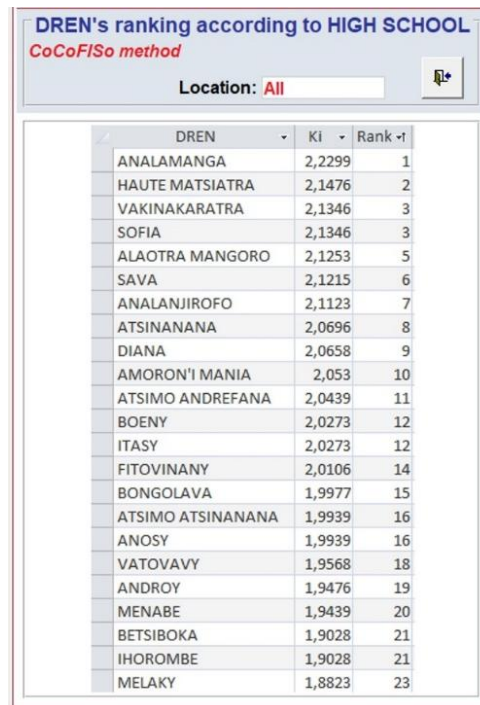 DREN's ranking according to HIGH SCHOOL
CoCoFISo method
Location: All
DREN Ki Rank
ANALAMANGA 2,2299 1
HAUTE MATSIATRA 2,1476 2
VAKINAKARATRA 2,1346 3
SOFIA 2,1346 3
ALAOTRA MANGORO 2,1253 5
SAVA 2,1215 6
ANALANJIROFO 2,1123 7
ATSINANANA 2,0696 8
DIANA 2,0658 9
AMORON'I MANIA 2,053 10
ATSIMO ANDREFANA 2,0439 11
BOENY 2,0273 12
ITASY 2,0273 12
FITOVINANY 2,0106 14
BONGOLAVA 1,9977 15
ATSIMO ATSINANANA 1,9939 16
ANOSY 1,9939 16
VATOVAVY 1,9568 18
ANDROY 1,9476 19
MENABE 1,9439 20
BETSIBOKA 1,9028 21
IHOROMBE 1,9028 21
MELAKY 1,8823 23